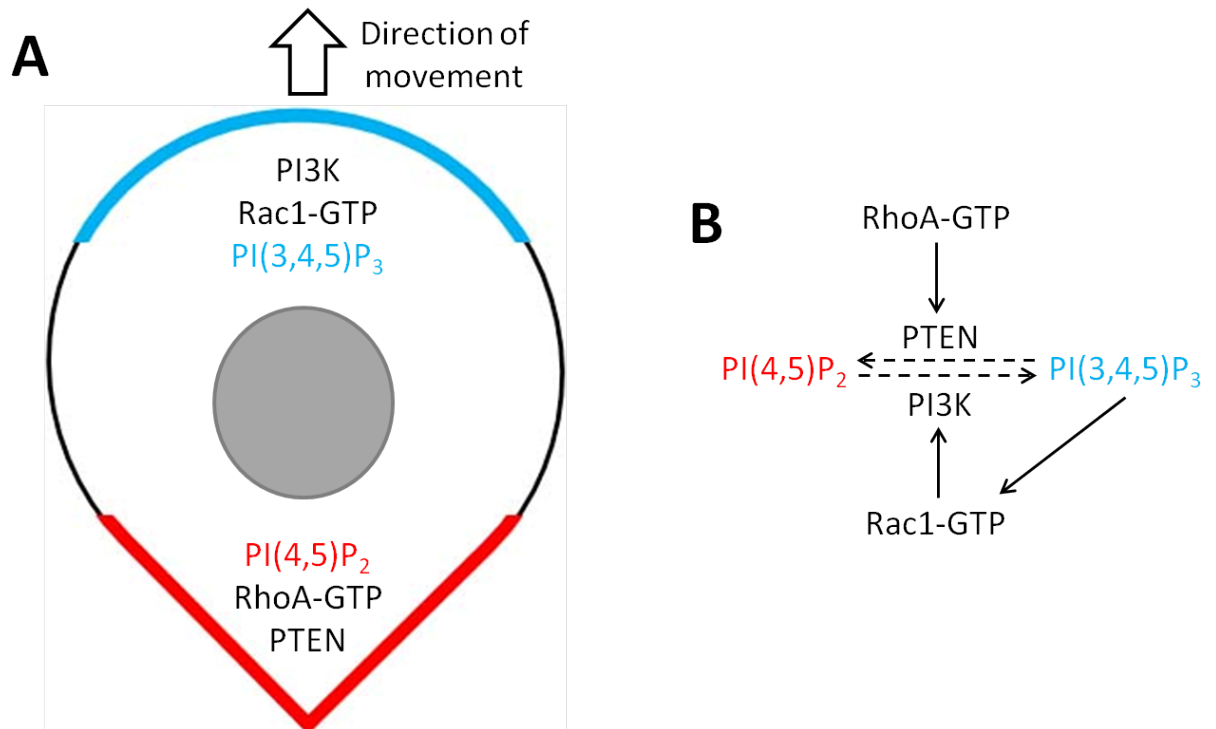 A
Direction of
movement
PI3K
Rac1-GTP
PI(3,4,5)P₃
PI(4,5)P₂
RhoA-GTP
PTEN
B
RhoA-GTP
PTEN
PI(4,5)P₂ PI(3,4,5)P₃
PI3K
Rac1-GTP